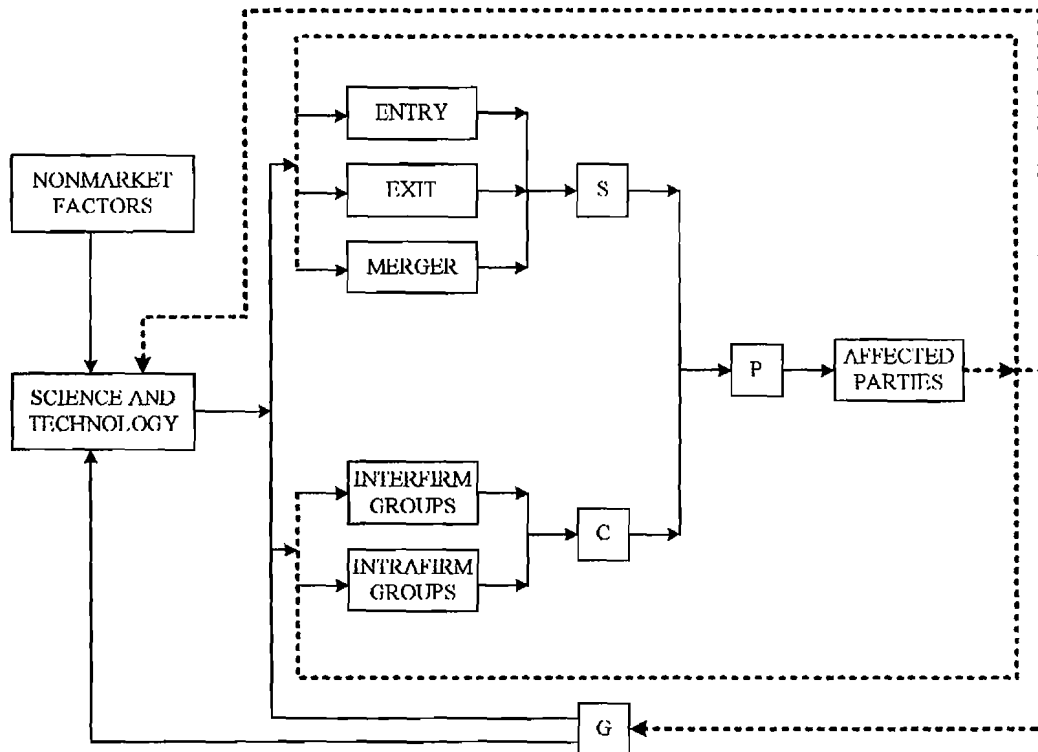 ENTRY
NONMARKET
FACTORS
EXIT
S
MERGER
SCIENCE AND
TECHNOLOGY
P
AFFECTED
PARTIES
INTERFIRM
GROUPS
C
INTRAFIRM
GROUPS
G